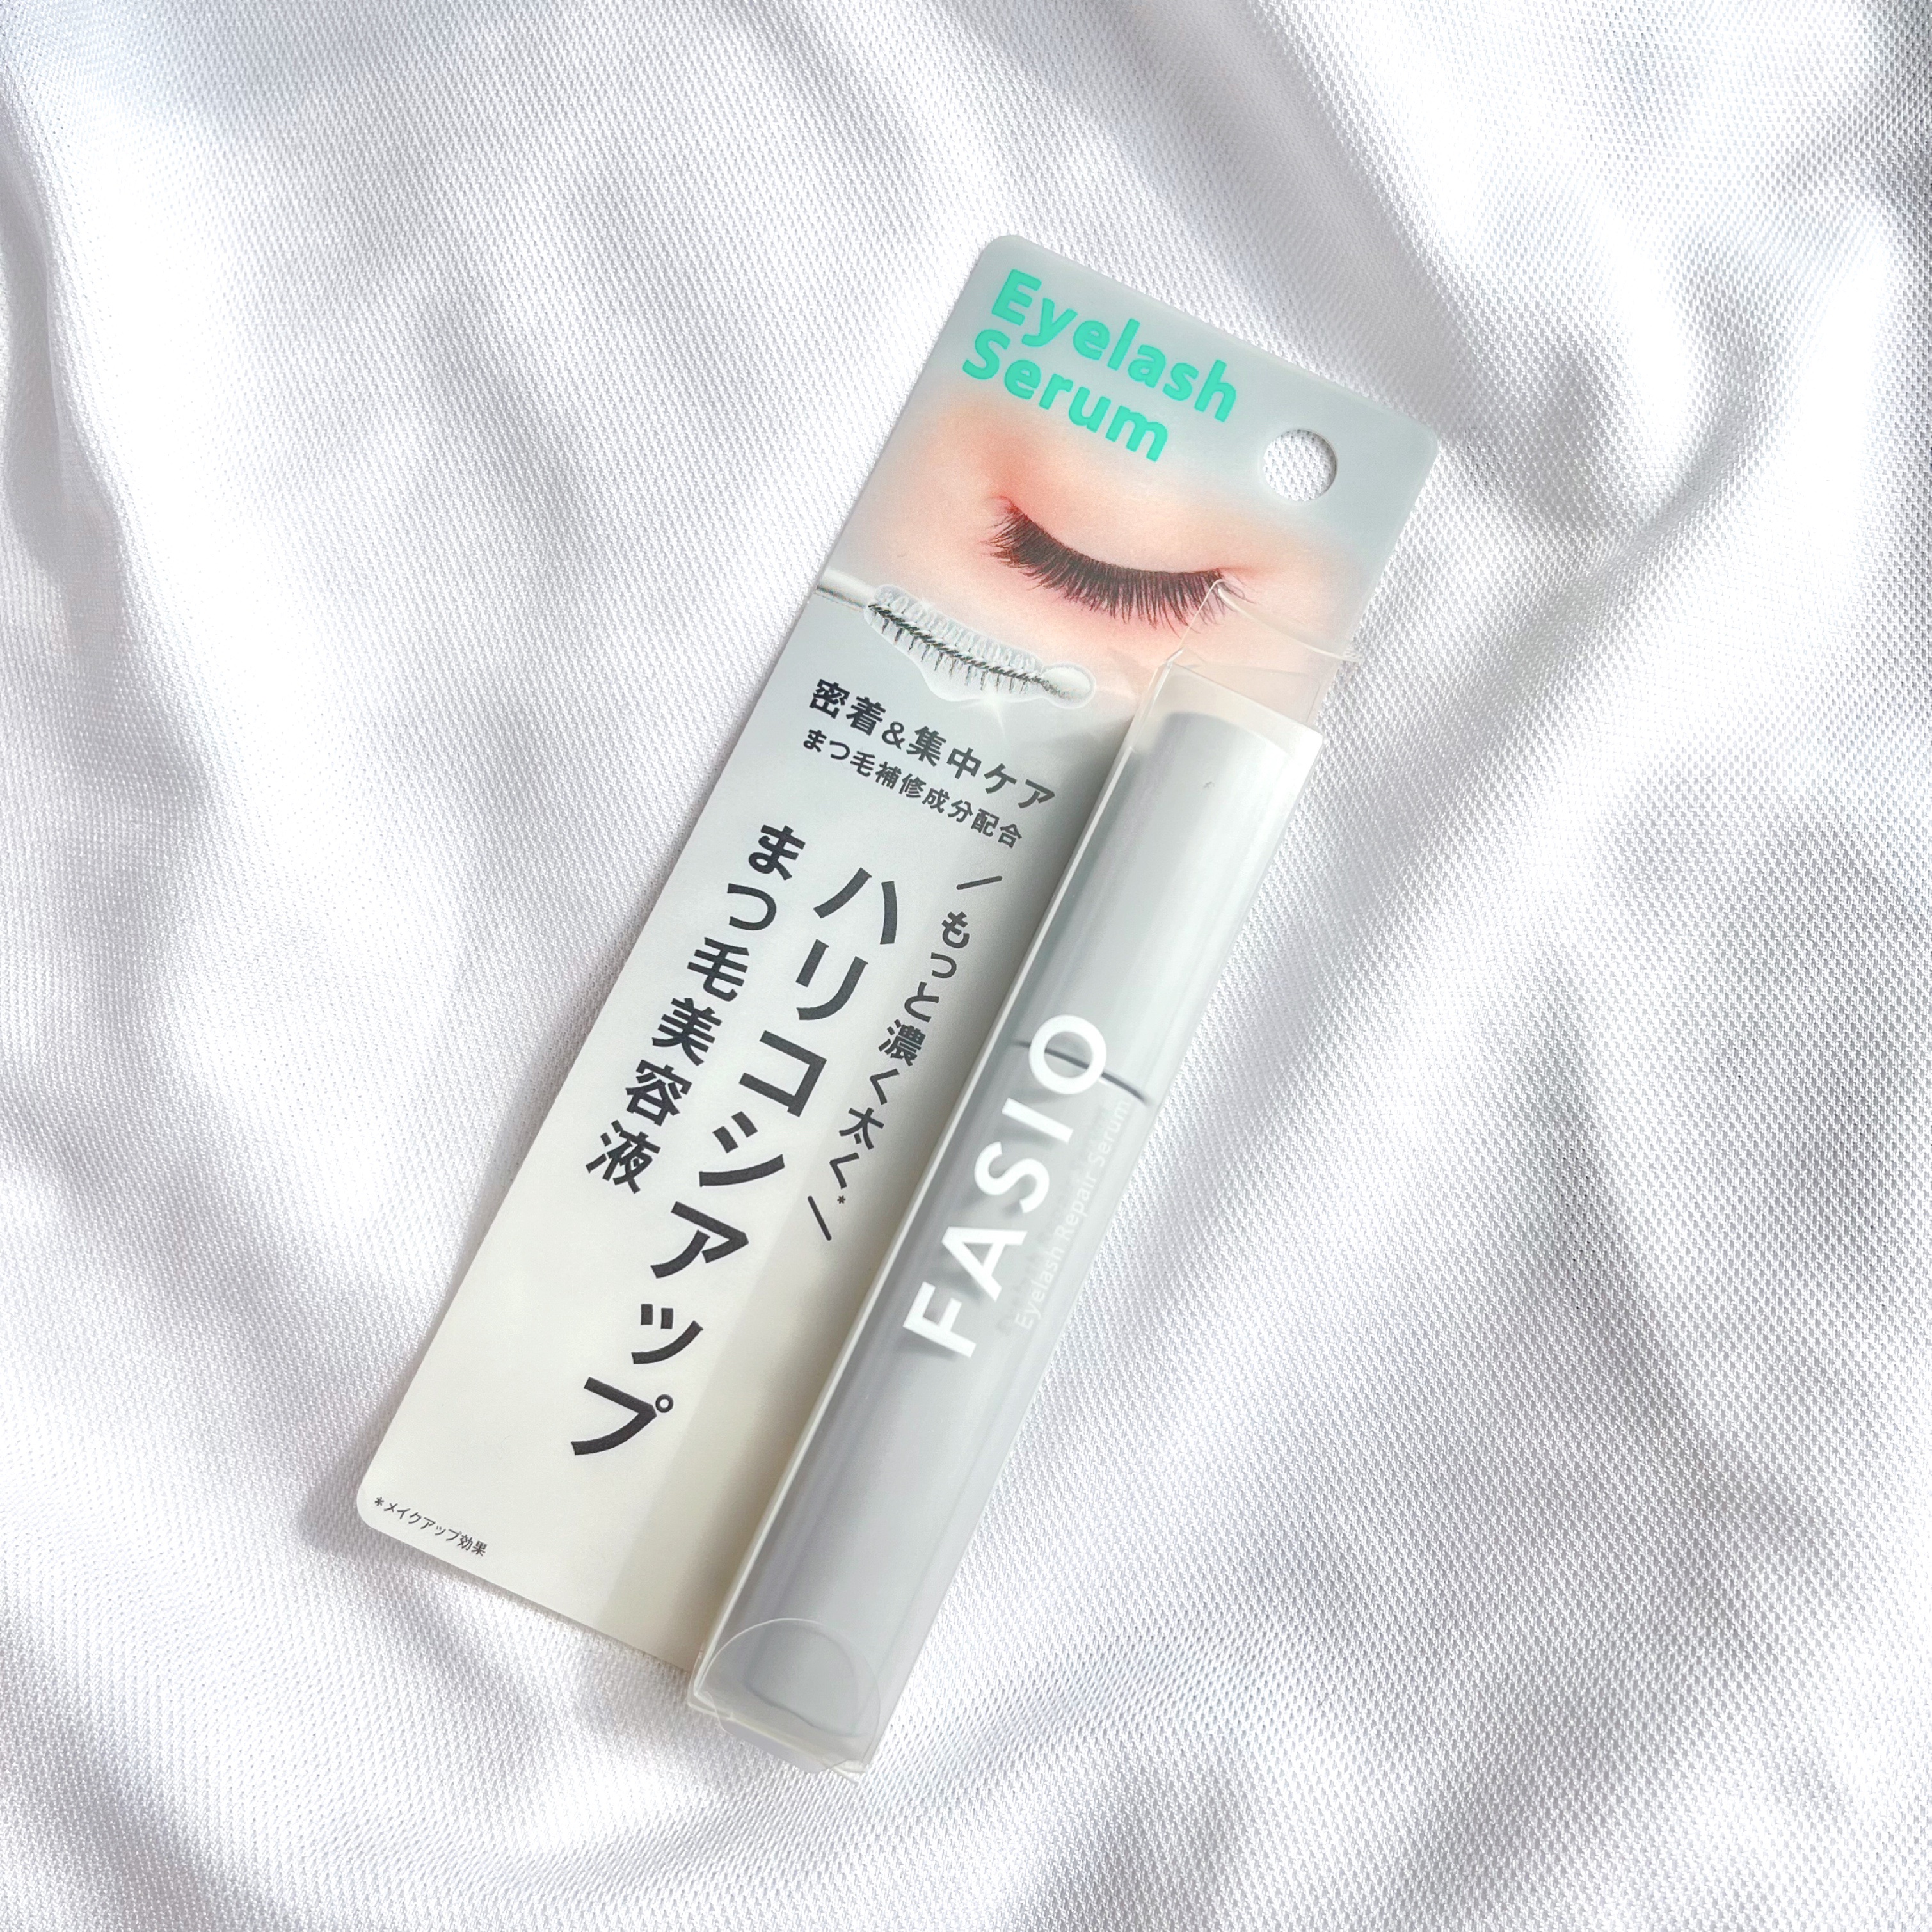 Eyelash
Serum
密着&集中ケア
まつ毛補修成分配合
もっと濃く太く*
ハリコシアップ
まつ毛美容液
*メイクアップ効果
FASIO
Eyelash Repair Serum